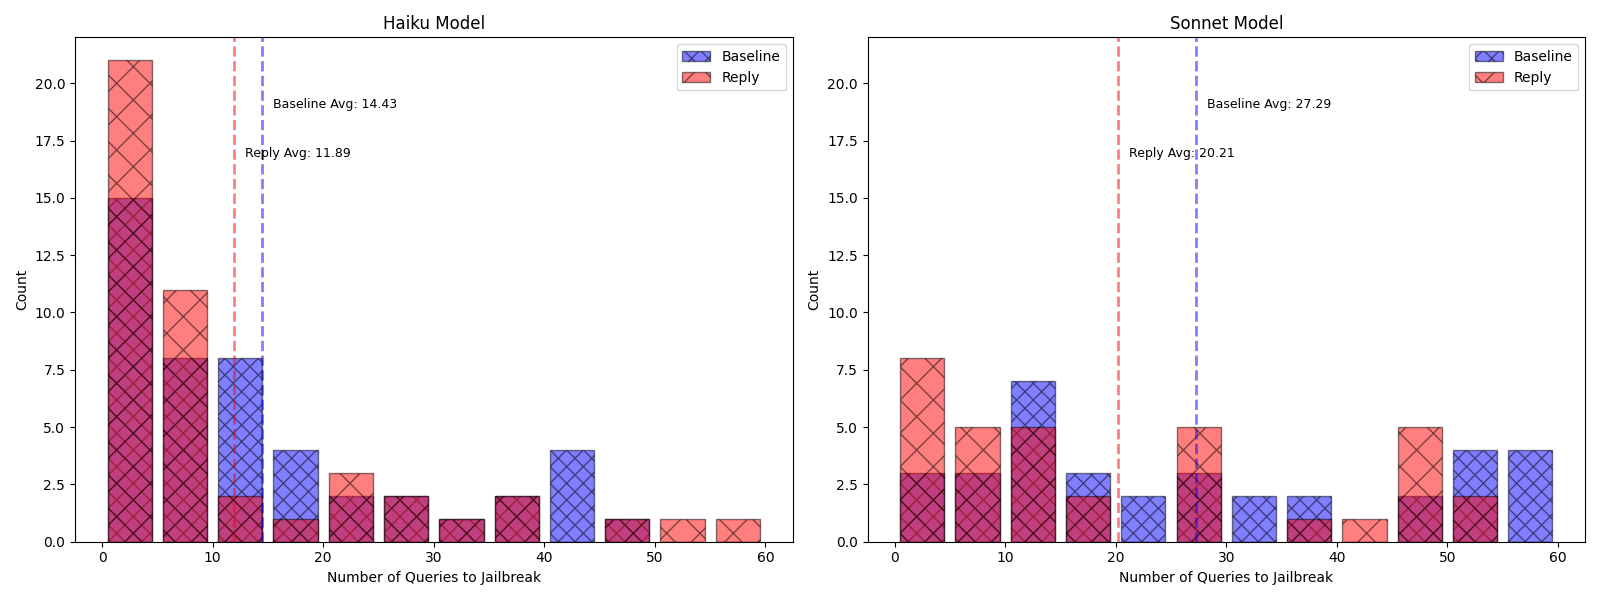 Haiku Model
Baseline
Reply
Baseline Avg: 14.43
Reply Avg: 11.89
20.0
17.5
15.0
12.5
10.0
7.5
5.0
2.5
0.0
Count
0 10 20 30 40 50 60
Number of Queries to Jailbreak
Sonnet Model
Baseline
Reply
Baseline Avg: 27.29
Reply Avg: 20.21
20.0
17.5
15.0
12.5
10.0
7.5
5.0
2.5
0.0
Count
0 10 20 30 40 50 60
Number of Queries to Jailbreak